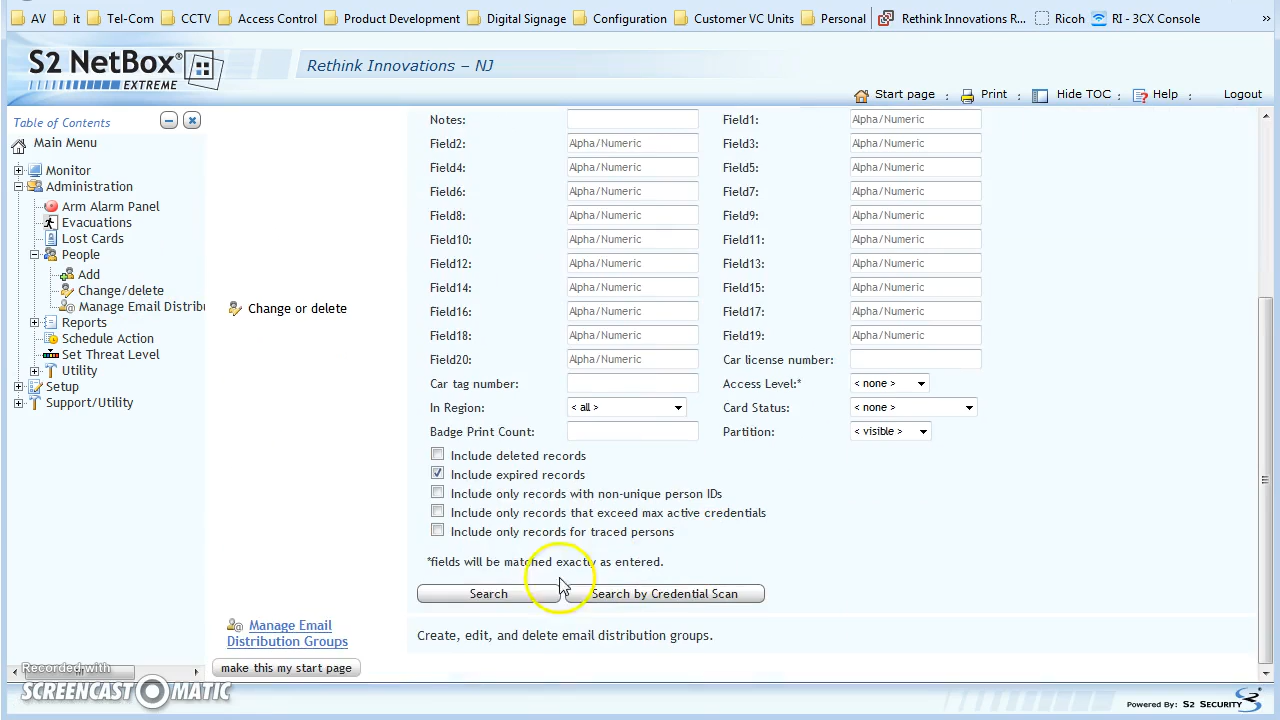 AV it Tel-Com CCTV Access Control Product Development Digital Signage Configuration Customer VC Units Personal Rethink Innovations R... Ricoh RI - 3CX Console »
S2 NETBOX®
EXTREME
Rethink Innovations – NJ
Start page : Print : Hide TOC : Help : Logout
Table of Contents
Main Menu
Monitor
Administration
Arm Alarm Panel
Evacuations
Lost Cards
People
Add
Change/delete
Manage Email Distribu
Reports
Schedule Action
Set Threat Level
Utility
Setup
Support/Utility
Change or delete
Notes: Field1: Alpha/Numeric
Field2: Alpha/Numeric Field3: Alpha/Numeric
Field4: Alpha/Numeric Field5: Alpha/Numeric
Field6: Alpha/Numeric Field7: Alpha/Numeric
Field8: Alpha/Numeric Field9: Alpha/Numeric
Field10: Alpha/Numeric Field11: Alpha/Numeric
Field12: Alpha/Numeric Field13: Alpha/Numeric
Field14: Alpha/Numeric Field15: Alpha/Numeric
Field16: Alpha/Numeric Field17: Alpha/Numeric
Field18: Alpha/Numeric Field19: Alpha/Numeric
Field20: Alpha/Numeric Car license number:
Car tag number: Access Level:* < none >
In Region: < all > Card Status: < none >
Badge Print Count: Partition: < visible >
Include deleted records
Include expired records
Include only records with non-unique person IDs
Include only records that exceed max active credentials
Include only records for traced persons
*fields will be matched exactly as entered.
Search Search by Credential Scan
Manage Email
Distribution Groups
Create, edit, and delete email distribution groups.
make this my start page
Recorded with
SCREENCAST-O-MATIC
Powered By: S2 SECURITY